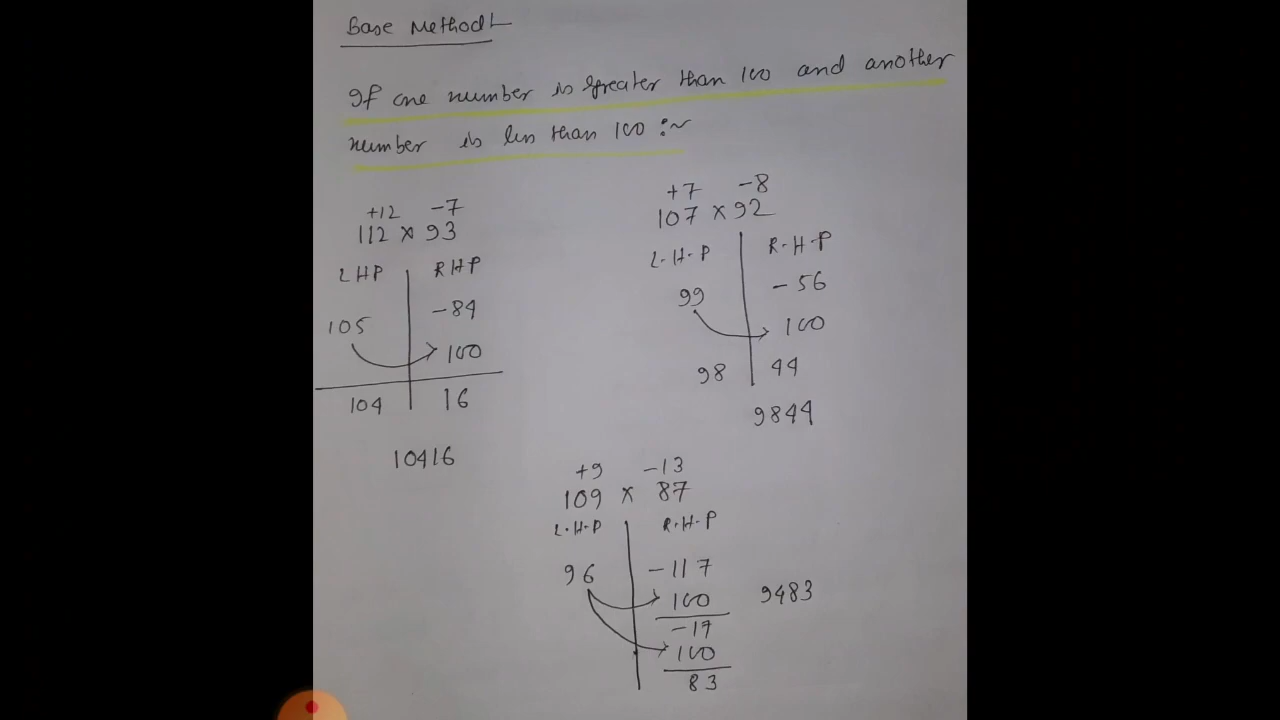 Base Method
If one number is greater than 100 and another
number is less than 100 :~
+12 -7
112 × 93
LHP RHP
105 -84
100
104 16
10416
+7 -8
107 × 92
L.H.P R.H.P
99 -56
100
98 44
9844
+9 -13
109 × 87
L.H.P R.H.P
96 -117
100
-17
100
83
9483